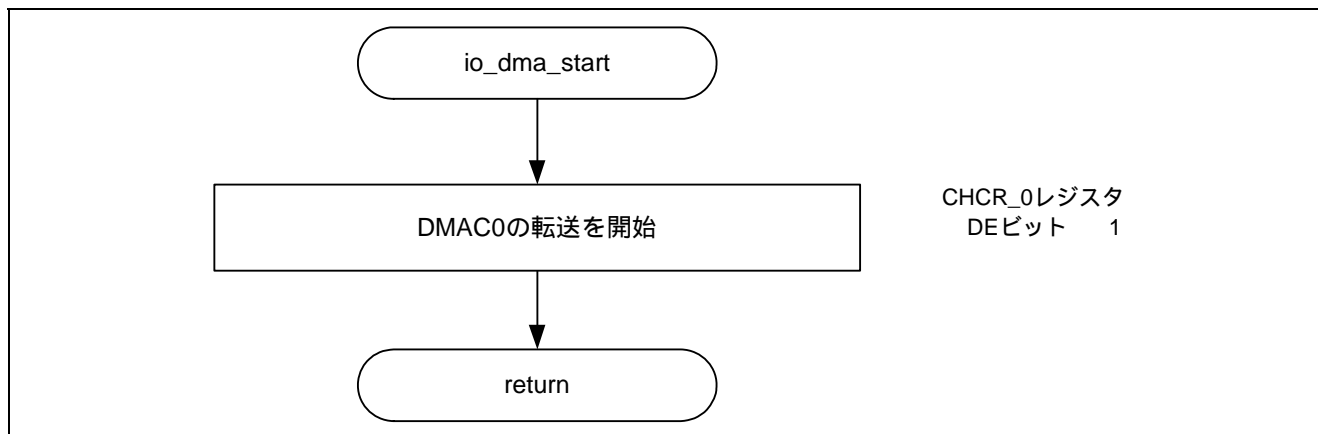 io_dma_start
DMAC0の転送を開始
CHCR_0レジスタ
DEビット　　1
return